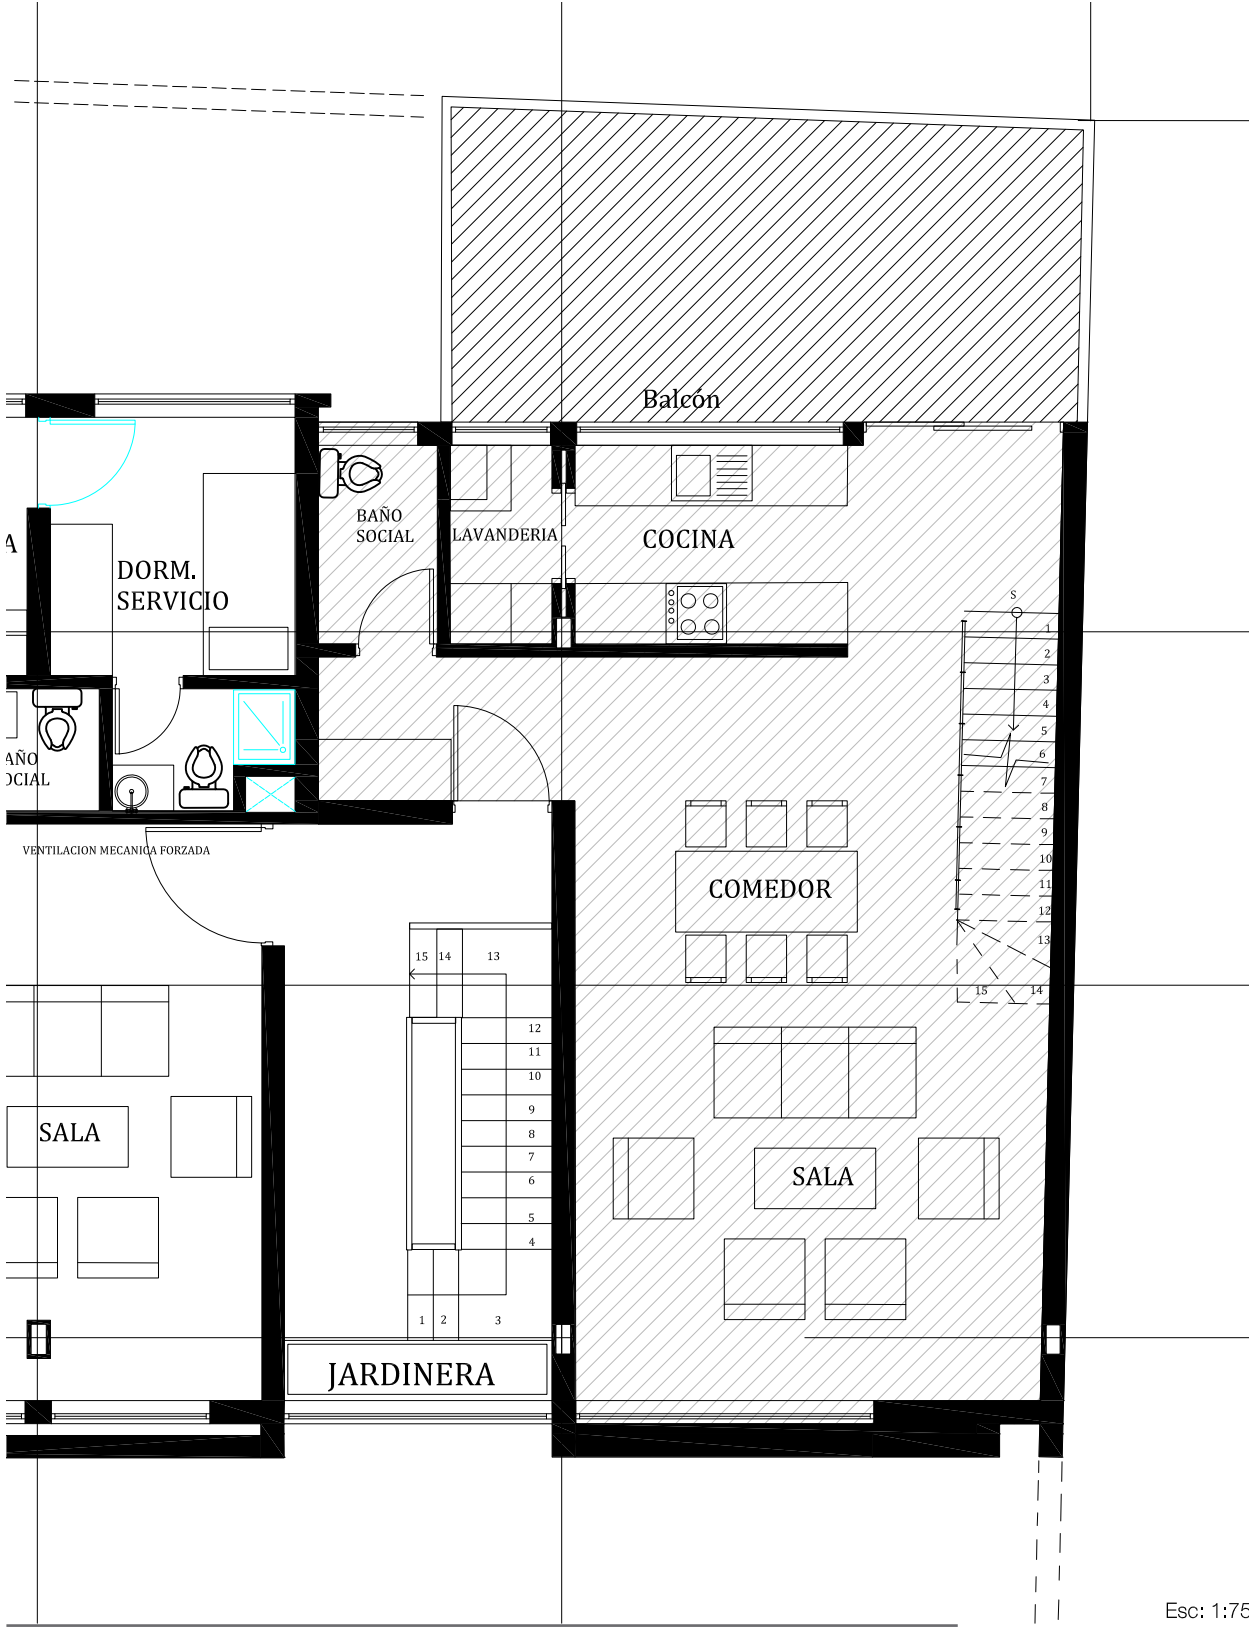 Balcón
BAÑO
SOCIAL
LAVANDERIA
COCINA
A
DORM.
SERVICIO
S
1
2
3
4
5
6
7
8
9
10
11
12
13
14
15
AÑO
OCIAL
VENTILACION MECANICA FORZADA
COMEDOR
15 14 13
12
11
10
9
8
7
6
5
4
1 2 3
SALA
SALA
JARDINERA
Esc: 1:75